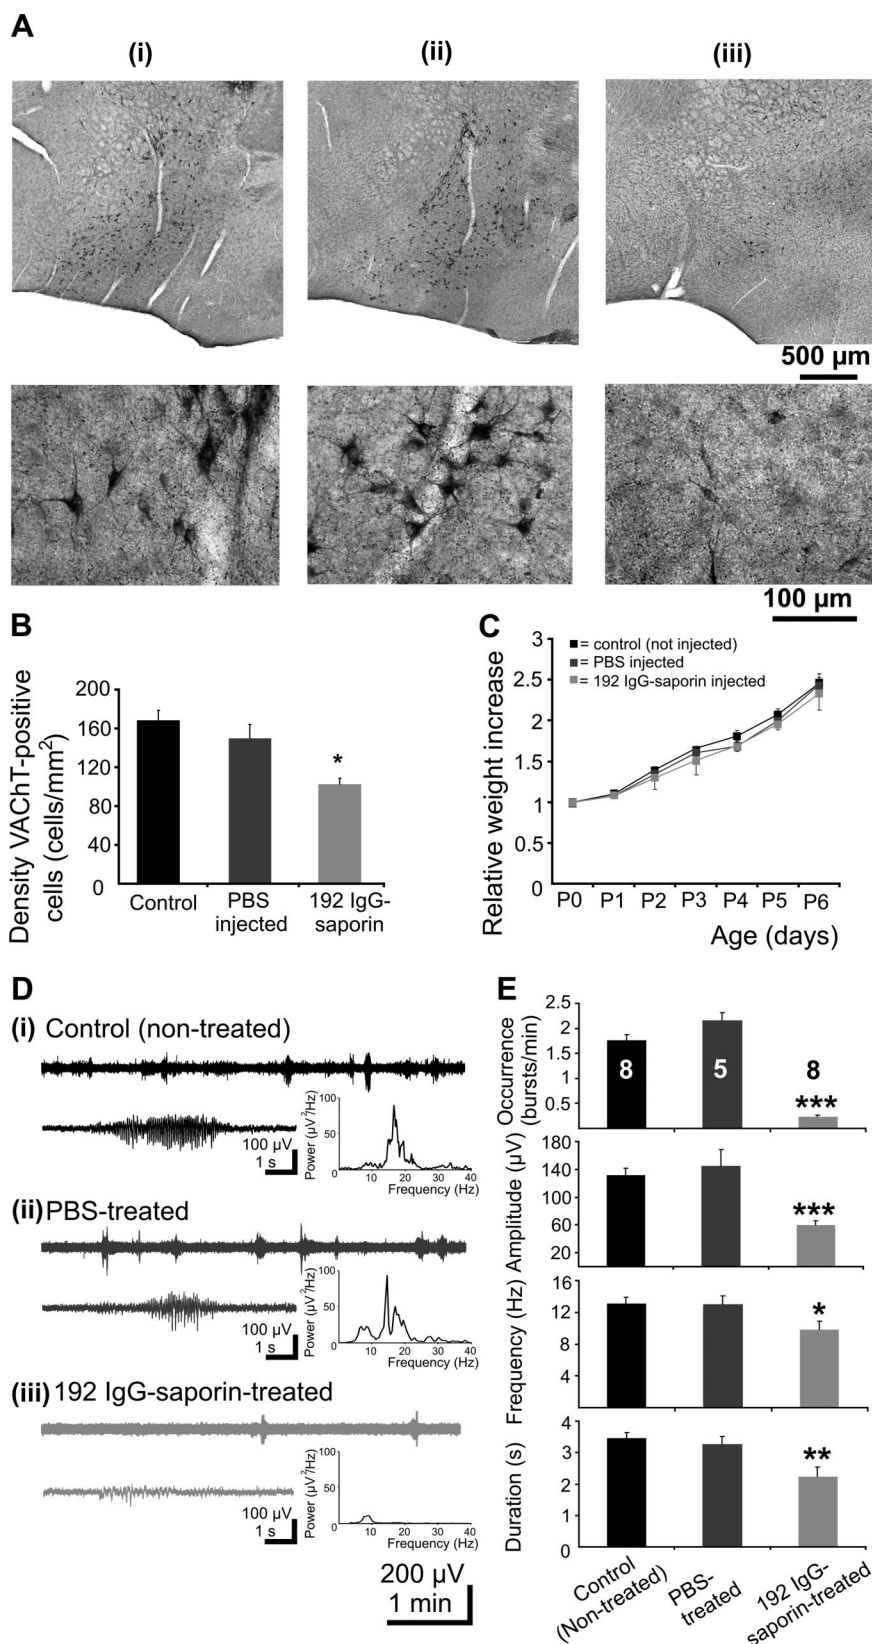 A
(i)
(ii)
(iii)
500 µm
100 µm
B
Density VAChT-positive
cells (cells/mm²)
200
160
120
80
40
0
*
Control
PBS
injected
192 IgG-
saporin
C
Relative weight increase
3
2.5
2
1.5
1
0.5
0
= control (not injected)
= PBS injected
= 192 IgG-saporin injected
P0 P1 P2 P3 P4 P5 P6
Age (days)
D
(i) Control (non-treated)
100 µV
1 s
Power (µV²/Hz)
100
50
0
10 20 30 40
Frequency (Hz)
(ii) PBS-treated
100 µV
1 s
Power (µV²/Hz)
100
50
0
10 20 30 40
Frequency (Hz)
(iii) 192 IgG-saporin-treated
100 µV
1 s
Power (µV²/Hz)
100
50
0
10 20 30 40
Frequency (Hz)
200 µV
1 min
E
Occurrence
(bursts/min)
2.5
2
1.5
1
0.5
8
5
8
***
Amplitude (µV)
180
140
100
60
20
***
Frequency (Hz)
16
12
8
4
*
Duration (s)
4
3
2
1
0
**
Control
(Non-treated)
PBS-
treated
192 IgG-
saporin-treated